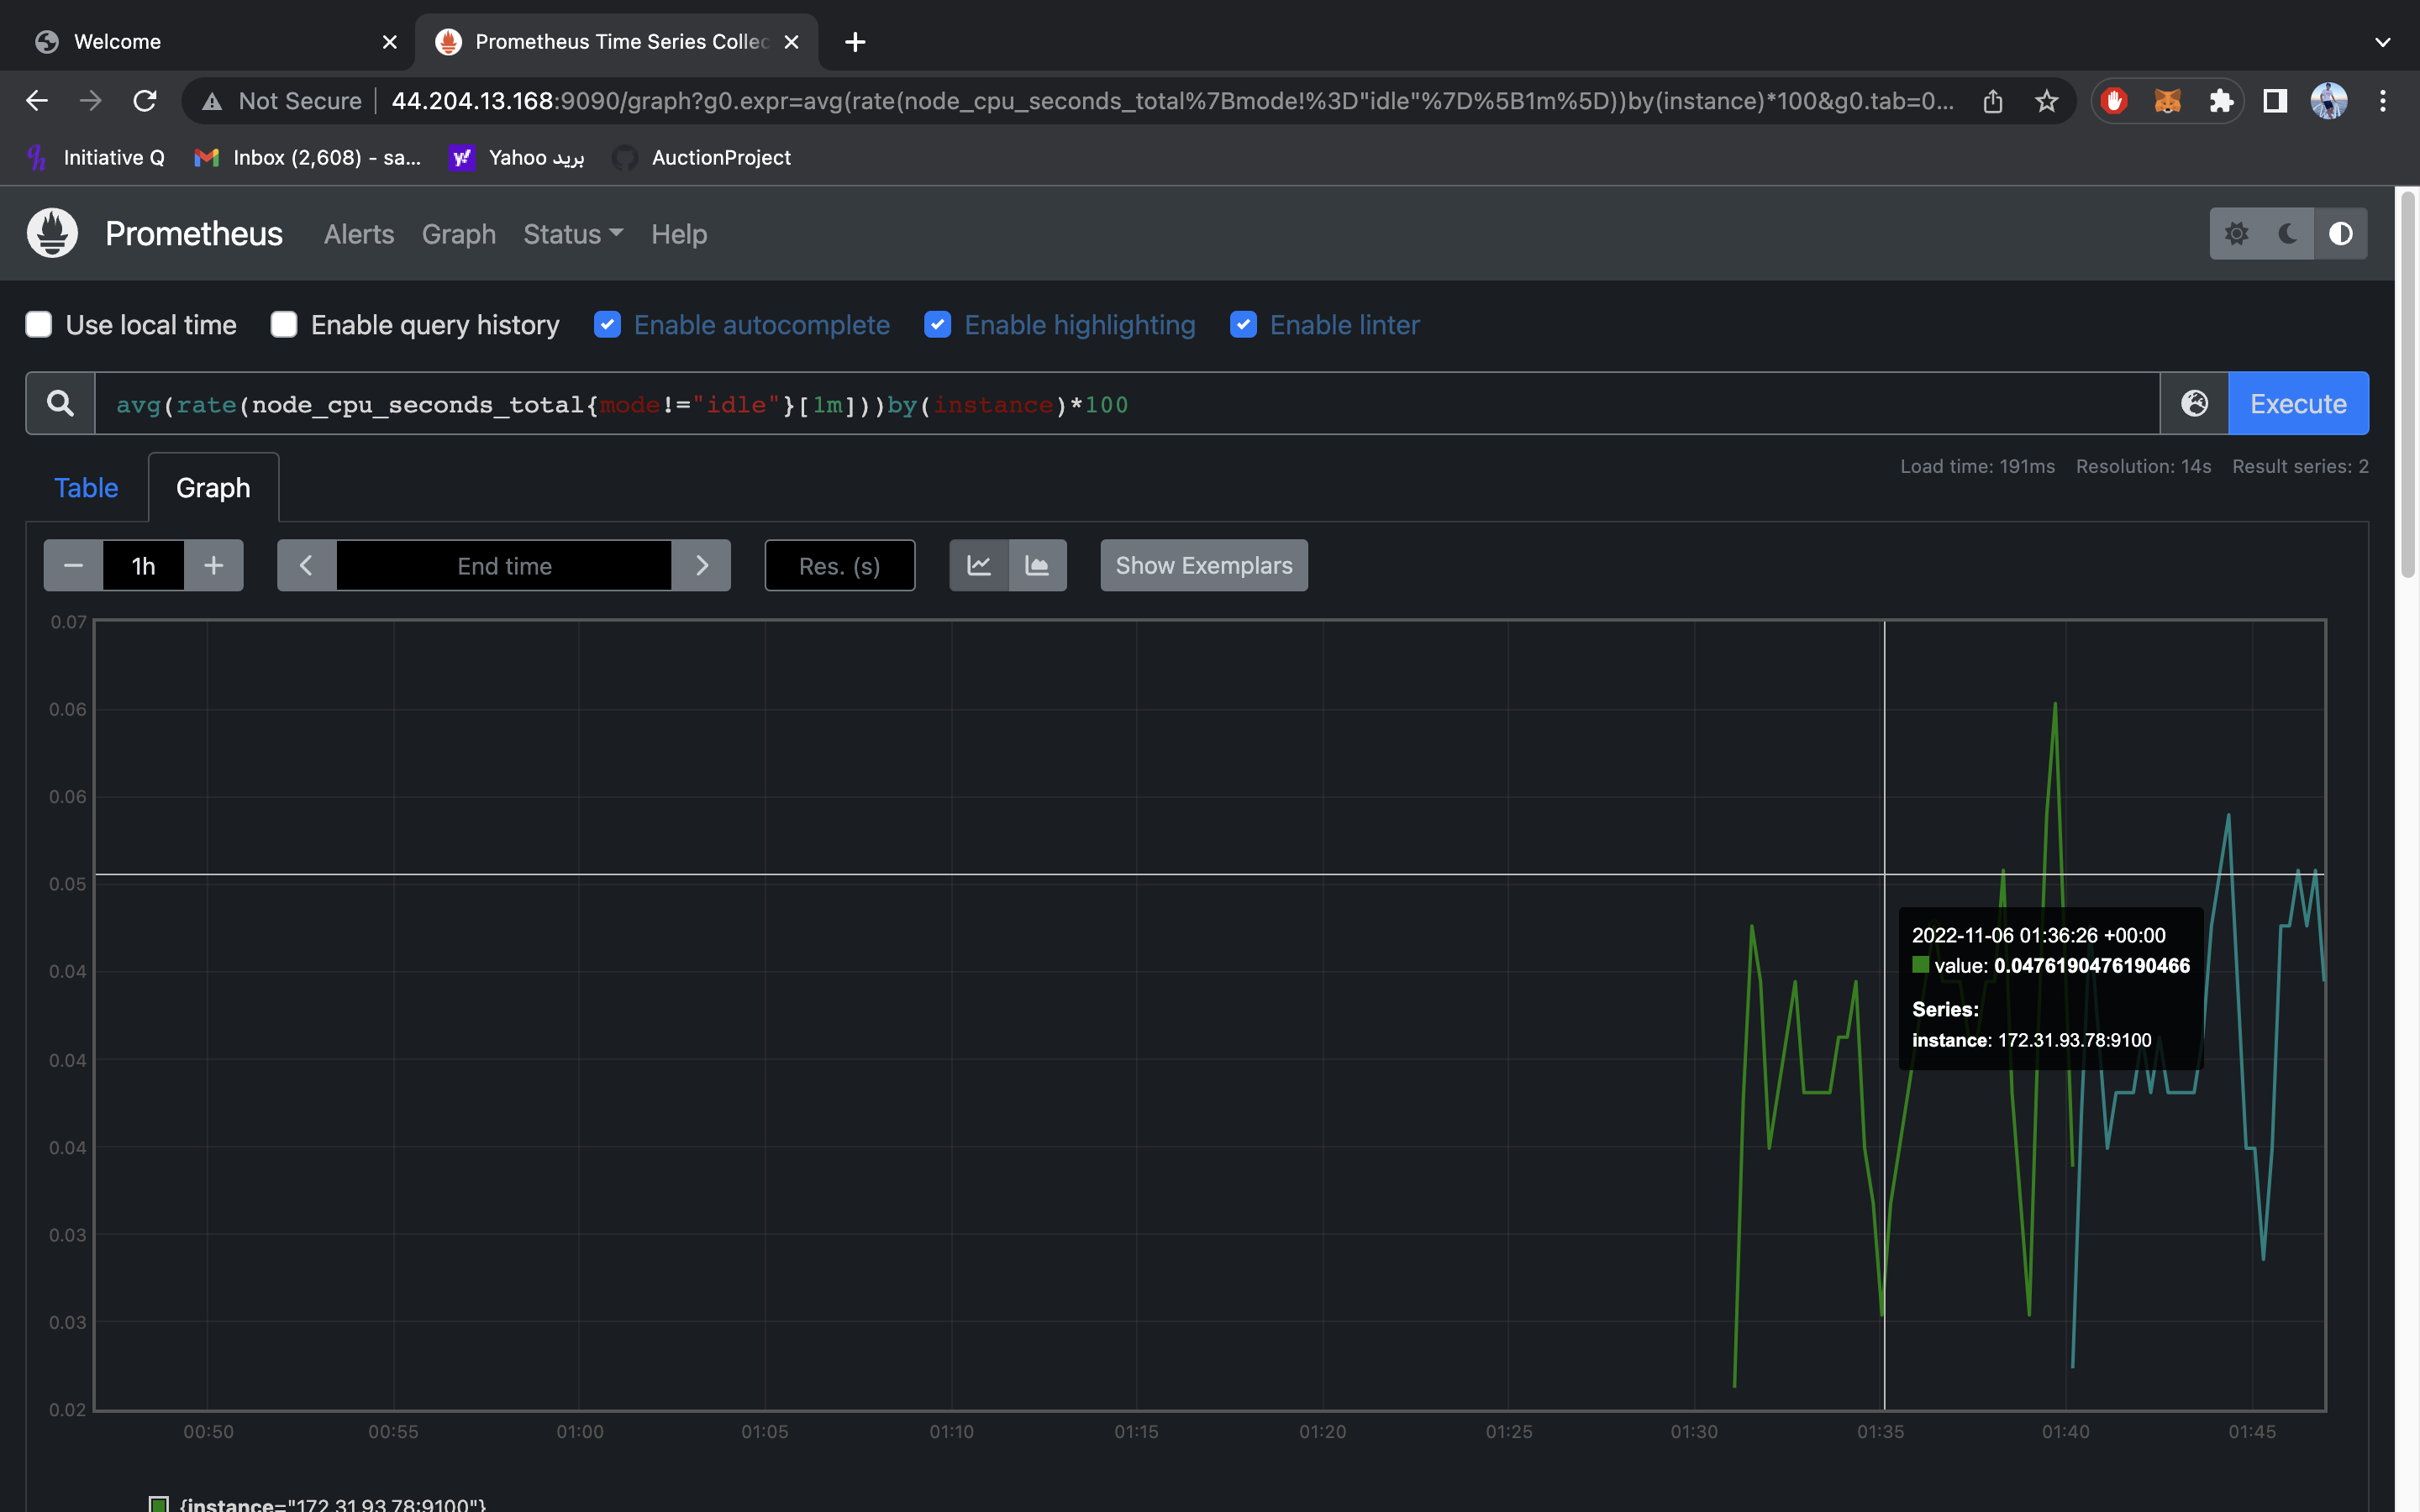 Welcome
Prometheus Time Series Collec
Not Secure 44.204.13.168:9090/graph?g0.expr=avg(rate(node_cpu_seconds_total%7Bmode!%3D"idle"%7D%5B1m%5D))by(instance)*100&g0.tab=0...
Initiative Q Inbox (2,608) - sa... Yahoo بريد AuctionProject
Prometheus Alerts Graph Status Help
Use local time Enable query history Enable autocomplete Enable highlighting Enable linter
avg(rate(node_cpu_seconds_total{mode!="idle"}[1m]))by(instance)*100
Execute
Load time: 191ms Resolution: 14s Result series: 2
Table Graph
1h End time Res. (s) Show Exemplars
0.07
0.06
0.06
0.05
0.04
0.04
0.04
0.03
0.03
0.02
2022-11-06 01:36:26 +00:00
value: 0.0476190476190466
Series:
instance: 172.31.93.78:9100
00:50 00:55 01:00 01:05 01:10 01:15 01:20 01:25 01:30 01:35 01:40 01:45
{instance="172.31.93.78:9100"}